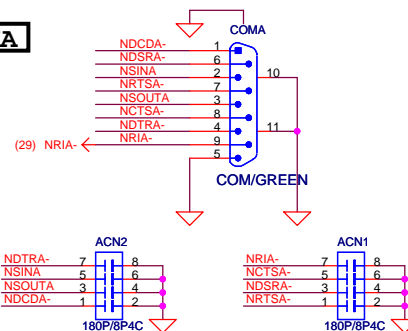 A
COMA
NDCDA- 1
NDSRA- 6
NSINA 2 10
NRTSA- 7
NSOUTA 3
NCTSA- 8
NDTRA- 4 11
(29) NRIA- NRIA- 9
5
COM/GREEN
ACN2
NDTRA- 7 8
NSINA 5 6
NSOUTA 3 4
NDCDA- 1 2
180P/8P4C
ACN1
NRIA- 7 8
NCTSA- 5 6
NDSRA- 3 4
NRTSA- 1 2
180P/8P4C